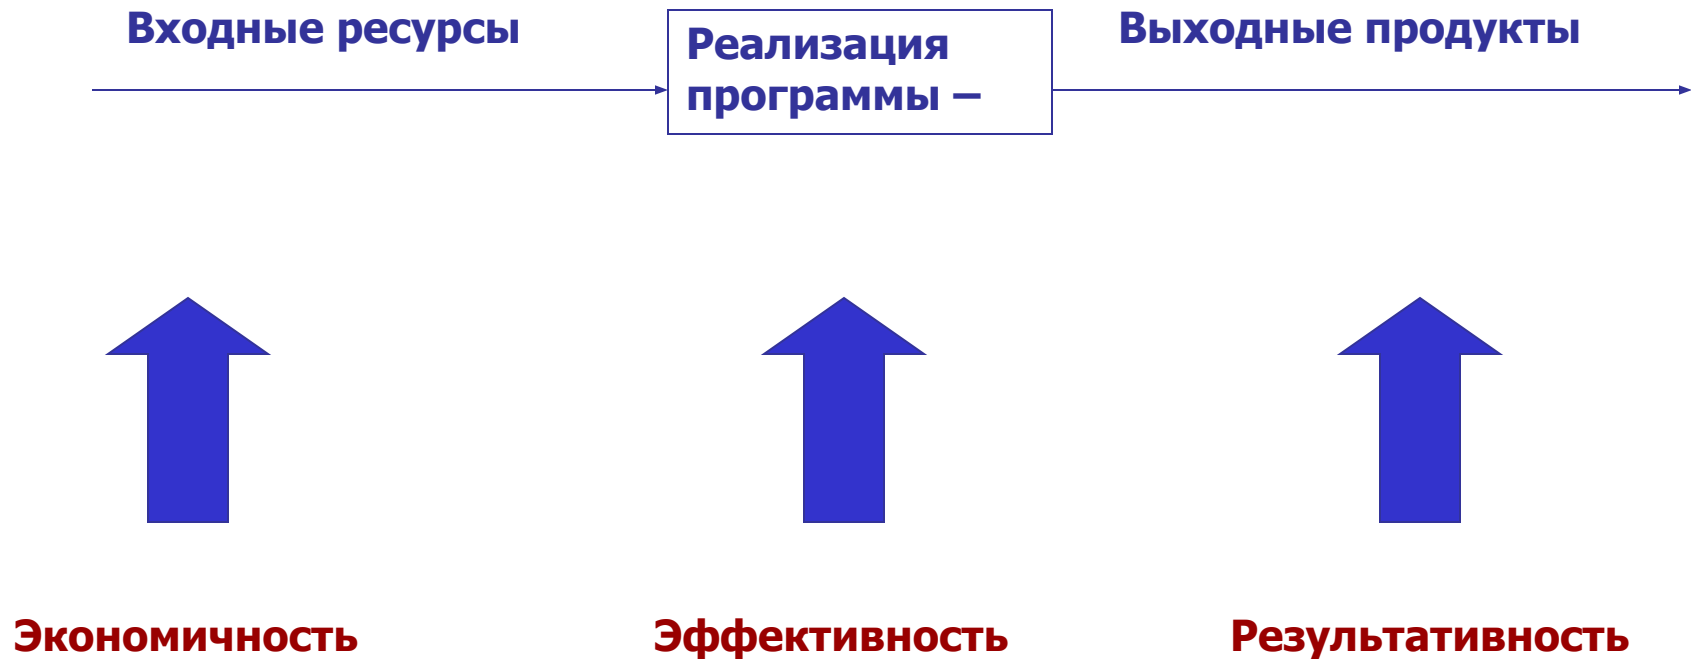 Входные ресурсы
Реализация
программы –
Выходные продукты
Экономичность
Эффективность
Результативность